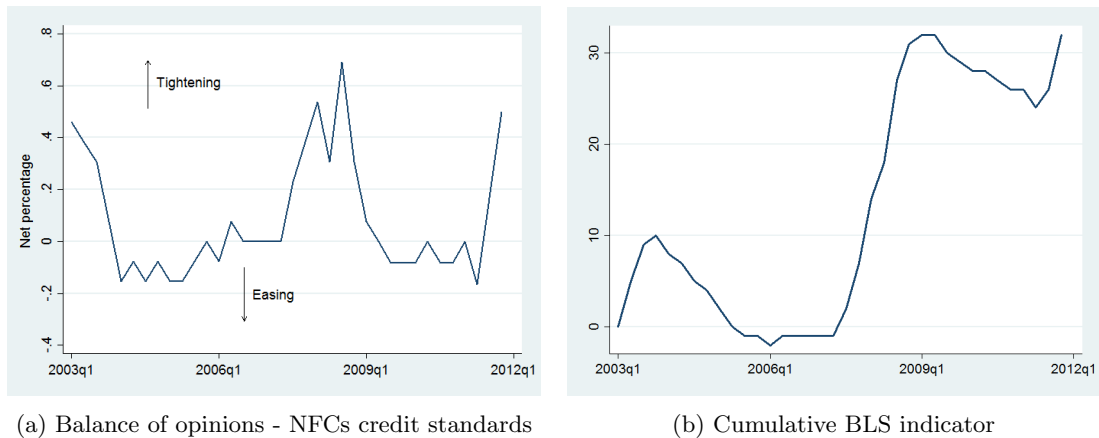 .8
.6
.4
.2
0
-.2
-.4
Net percentage
Tightening
Easing
2003q1 2006q1 2009q1 2012q1
30
20
10
0
2003q1 2006q1 2009q1 2012q1
(a) Balance of opinions - NFCs credit standards
(b) Cumulative BLS indicator